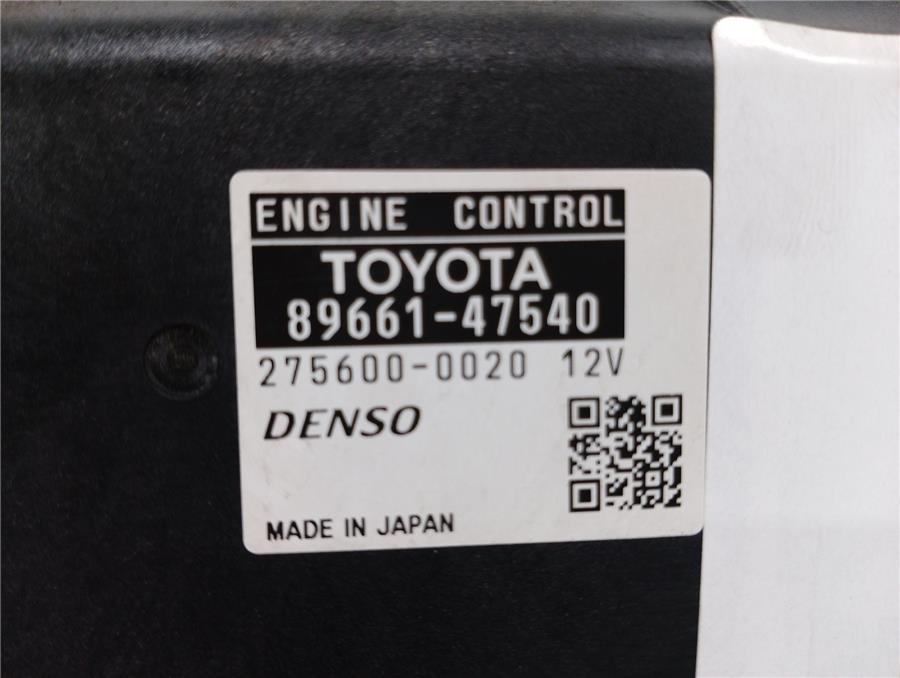 ENGINE CONTROL
TOYOTA
89661-47540
275600-0020 12V
DENSO
MADE IN JAPAN